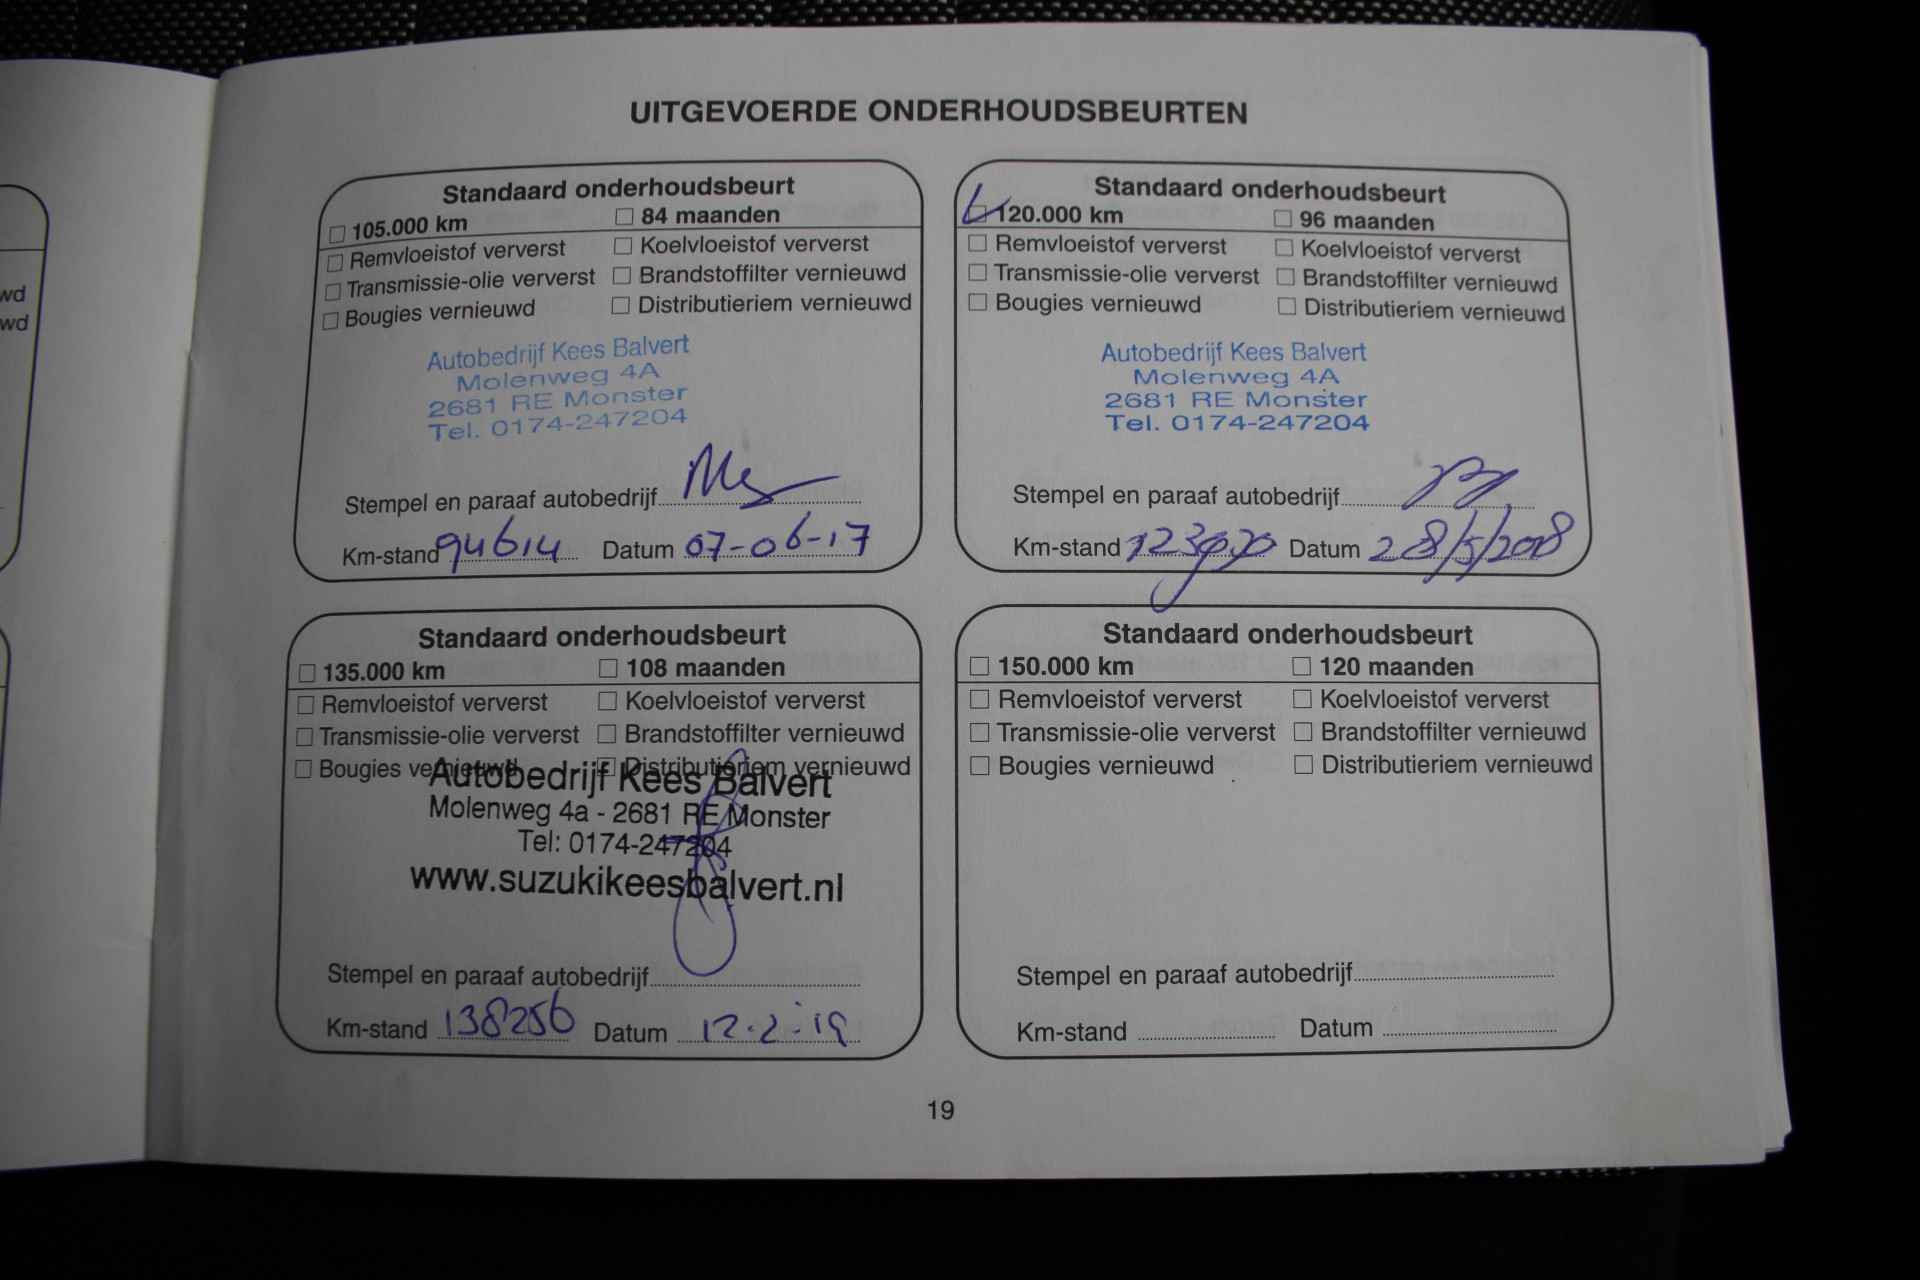 UITGEVOERDE ONDERHOUDSBEURTEN
Standaard onderhoudsbeurt
105.000 km 84 maanden
Remvloeistof ververst Koelvloeistof ververst
Transmissie-olie ververst Brandstoffilter vernieuwd
Bougies vernieuwd Distributieriem vernieuwd
Autobedrijf Kees Balvert
Molenweg 4A
2681 RE Monster
Tel. 0174-247204
Stempel en paraaf autobedrijf
Km-stand 94614 Datum 07-06-17
Standaard onderhoudsbeurt
120.000 km 96 maanden
Remvloeistof ververst Koelvloeistof ververst
Transmissie-olie ververst Brandstoffilter vernieuwd
Bougies vernieuwd Distributieriem vernieuwd
Autobedrijf Kees Balvert
Molenweg 4A
2681 RE Monster
Tel. 0174-247204
Stempel en paraaf autobedrijf
Km-stand Datum 28/5/2018
Standaard onderhoudsbeurt
135.000 km 108 maanden
Remvloeistof ververst Koelvloeistof ververst
Transmissie-olie ververst Brandstoffilter vernieuwd
Bougies vernieuwd Distributieriem vernieuwd
Autobedrijf Kees Balvert
Molenweg 4a - 2681 RE Monster
Tel: 0174-247204
www.suzukikeesbalvert.nl
Stempel en paraaf autobedrijf
Km-stand 138256 Datum 12-2-19
Standaard onderhoudsbeurt
150.000 km 120 maanden
Remvloeistof ververst Koelvloeistof ververst
Transmissie-olie ververst Brandstoffilter vernieuwd
Bougies vernieuwd Distributieriem vernieuwd
Stempel en paraaf autobedrijf
Km-stand Datum
19
wd
wd